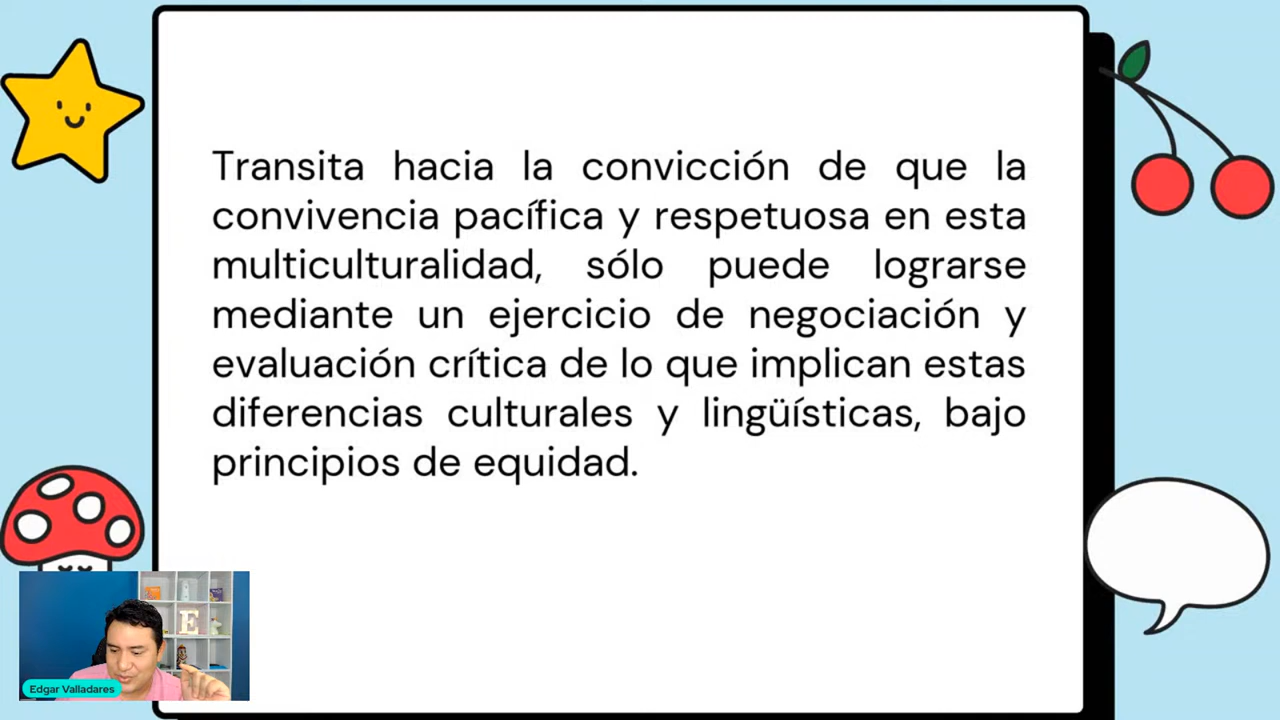 Transita hacia la convicción de que la
convivencia pacífica y respetuosa en esta
multiculturalidad, sólo puede lograrse
mediante un ejercicio de negociación y
evaluación crítica de lo que implican estas
diferencias culturales y lingüísticas, bajo
principios de equidad.
E
Edgar Valladares